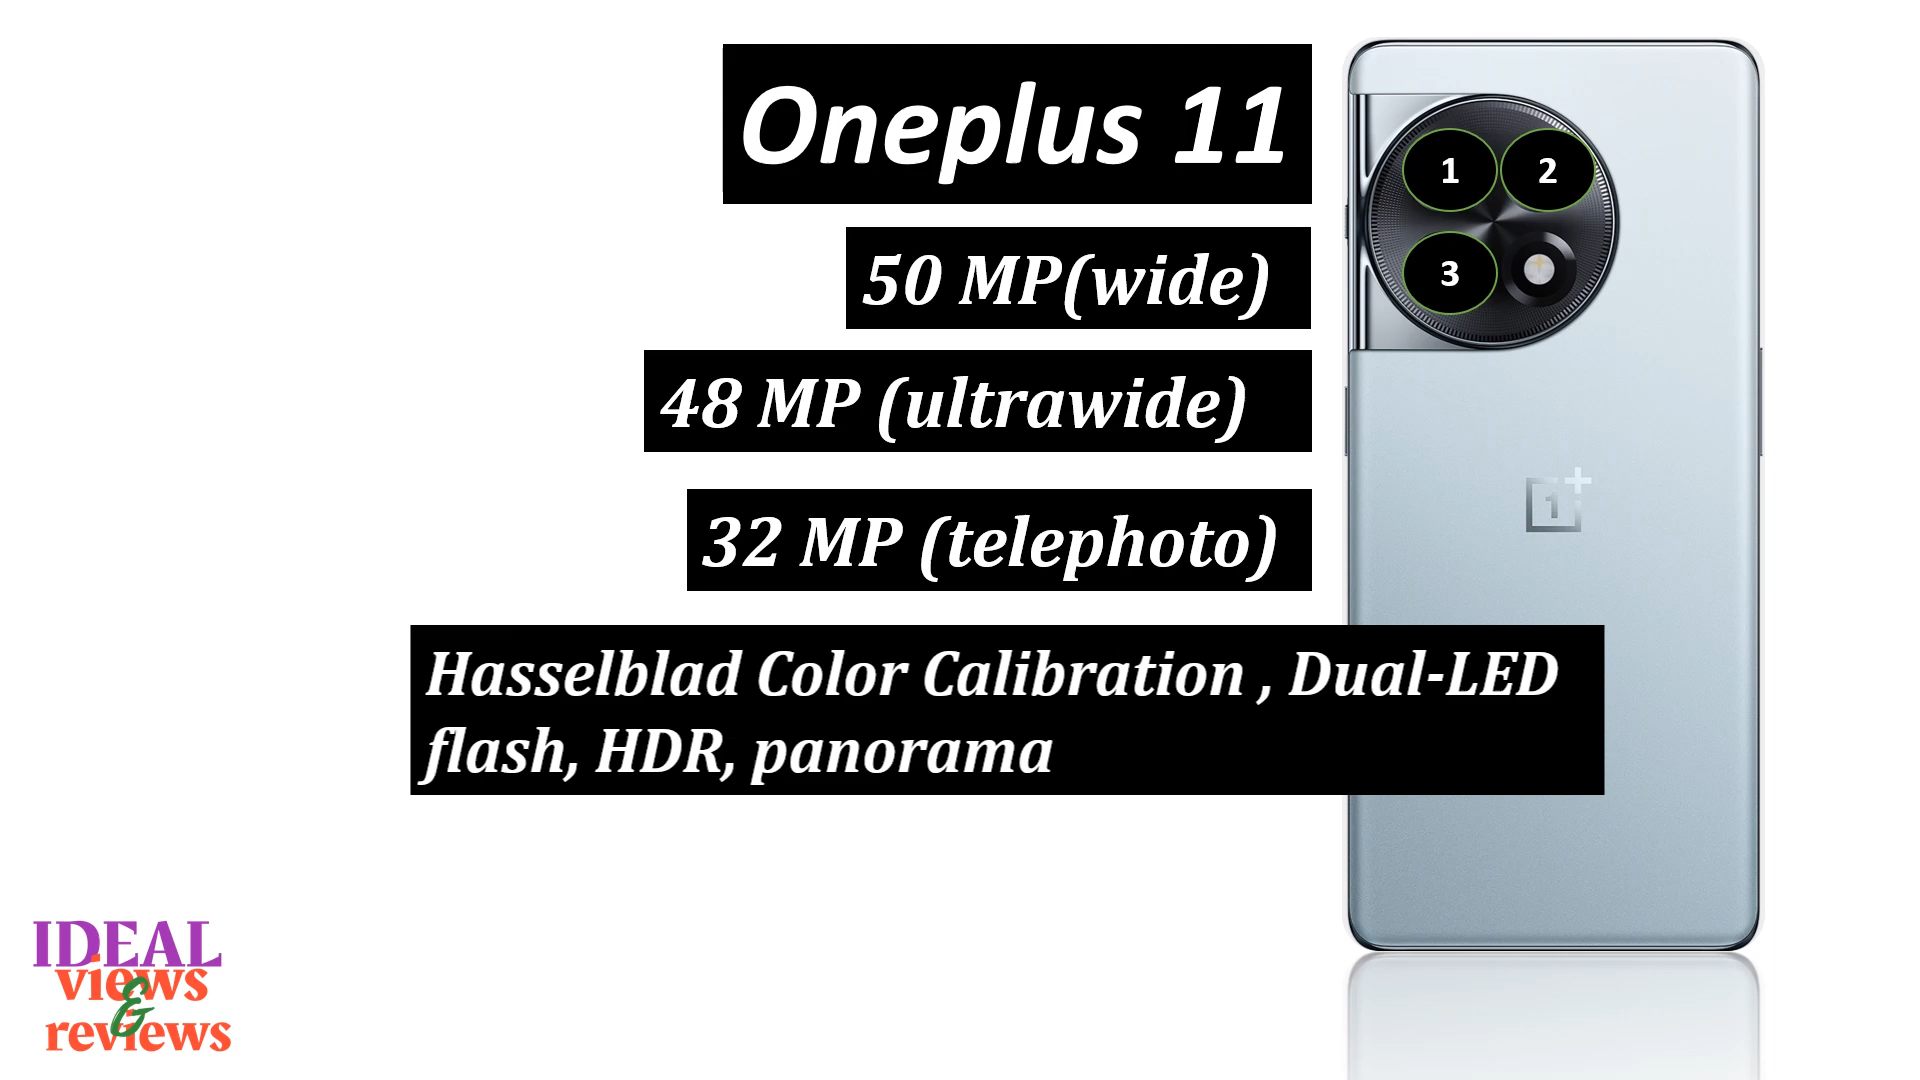 Oneplus 11
50 MP(wide)
48 MP (ultrawide)
32 MP (telephoto)
Hasselblad Color Calibration , Dual-LED
flash, HDR, panorama
1
2
3
1+
IDEAL
views
&
reviews